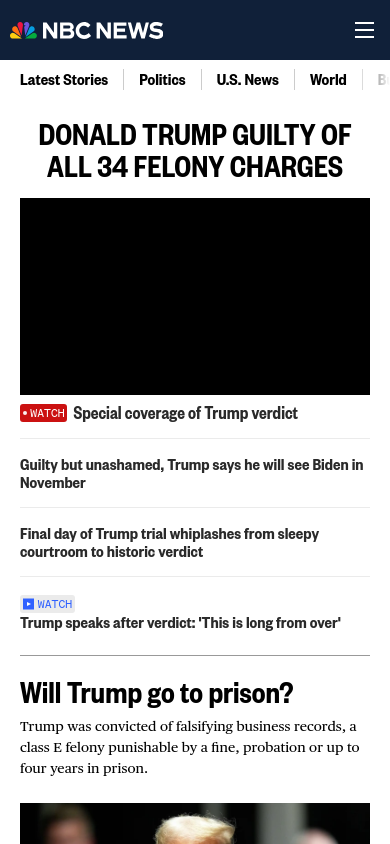 NBC NEWS
Latest Stories
Politics
U.S. News
World
DONALD TRUMP GUILTY OF
ALL 34 FELONY CHARGES
WATCH Special coverage of Trump verdict
Guilty but unashamed, Trump says he will see Biden in
November
Final day of Trump trial whiplashes from sleepy
courtroom to historic verdict
WATCH
Trump speaks after verdict: 'This is long from over'
Will Trump go to prison?
Trump was convicted of falsifying business records, a
class E felony punishable by a fine, probation or up to
four years in prison.